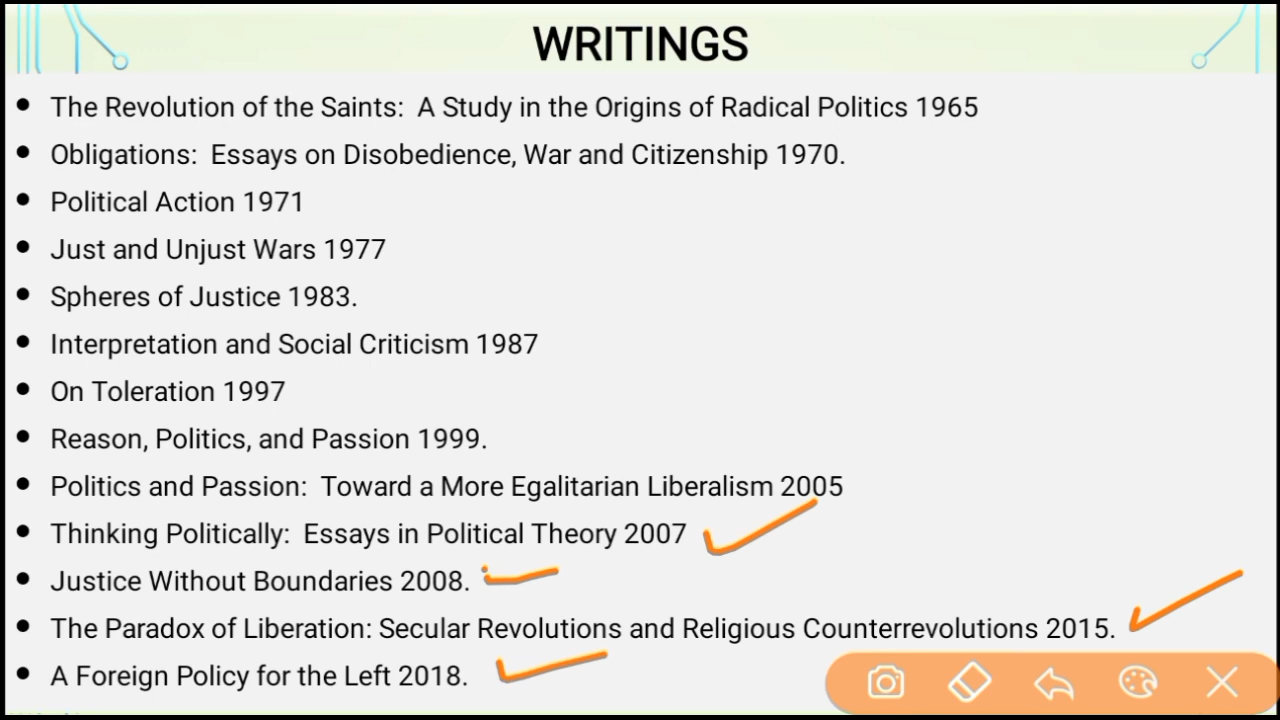 WRITINGS
The Revolution of the Saints: A Study in the Origins of Radical Politics 1965
Obligations: Essays on Disobedience, War and Citizenship 1970.
Political Action 1971
Just and Unjust Wars 1977
Spheres of Justice 1983.
Interpretation and Social Criticism 1987
On Toleration 1997
Reason, Politics, and Passion 1999.
Politics and Passion: Toward a More Egalitarian Liberalism 2005
Thinking Politically: Essays in Political Theory 2007
Justice Without Boundaries 2008.
The Paradox of Liberation: Secular Revolutions and Religious Counterrevolutions 2015.
A Foreign Policy for the Left 2018.